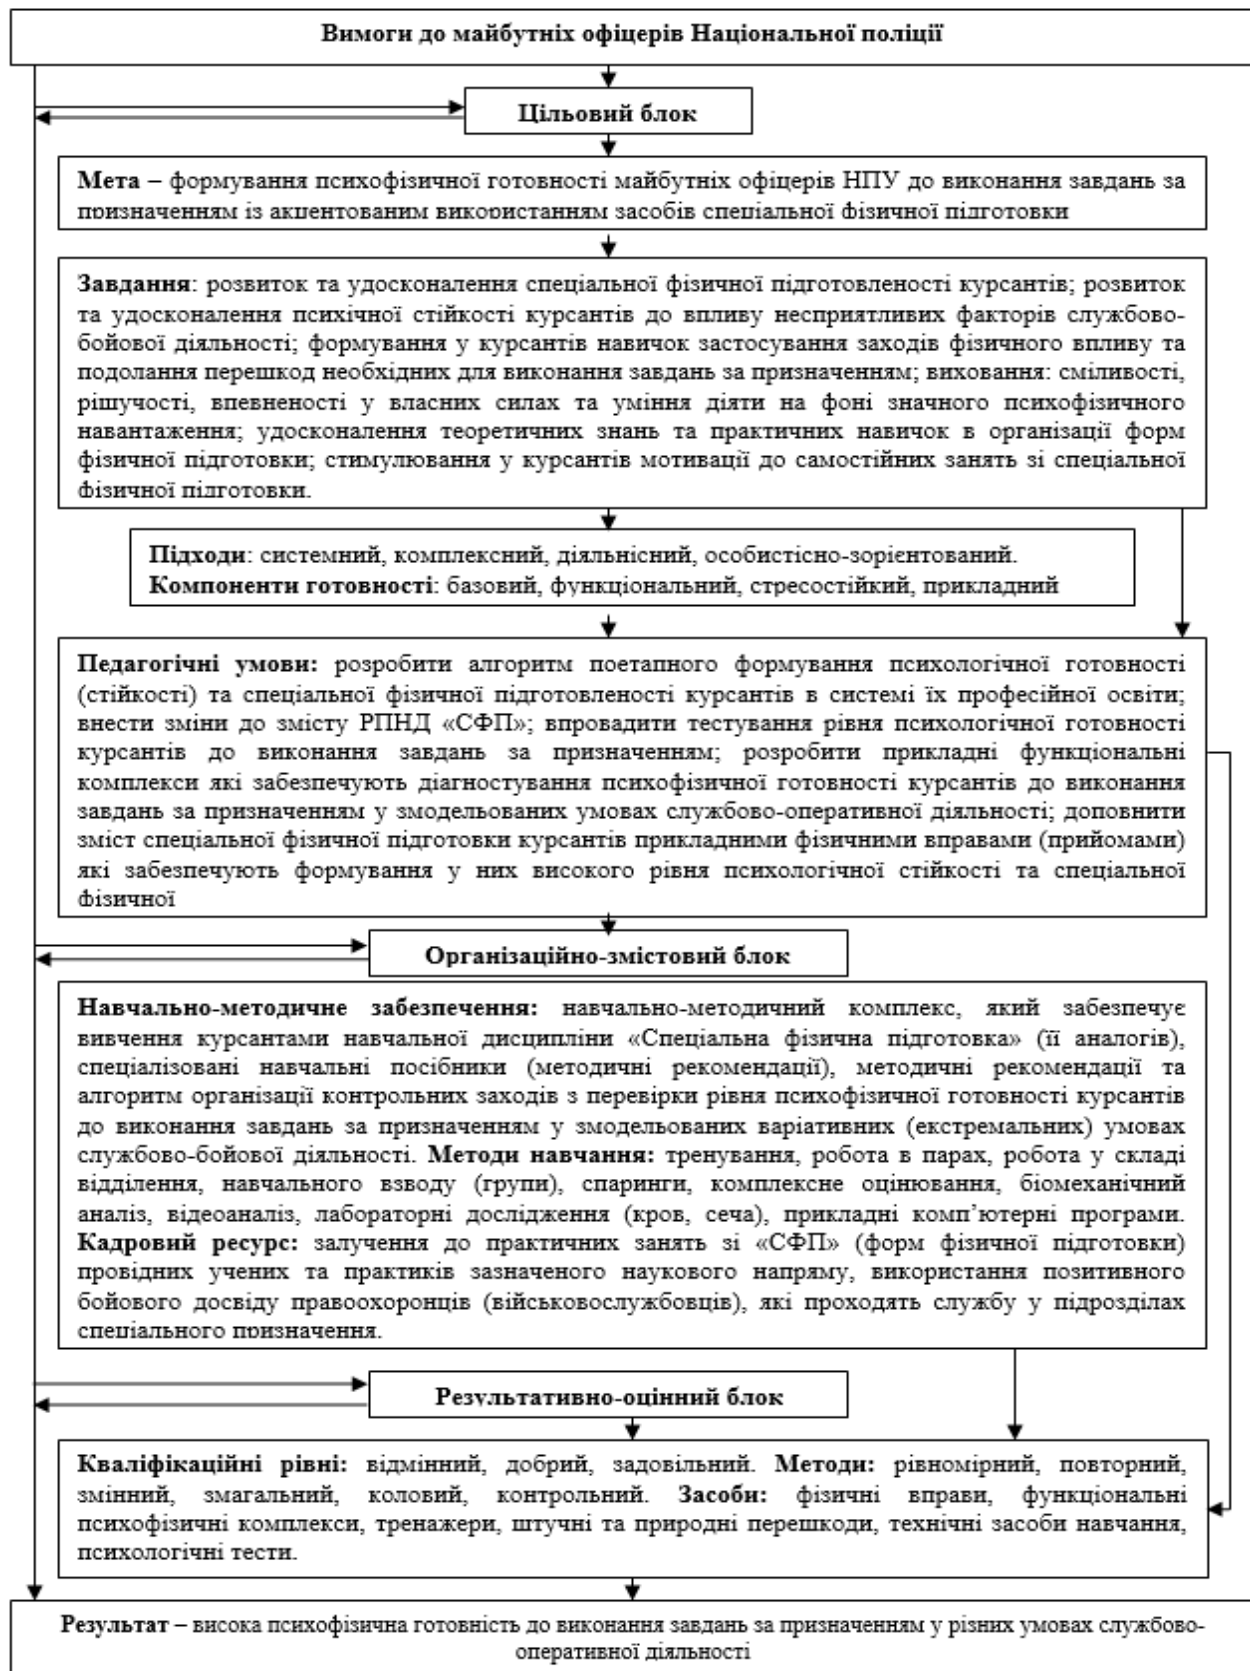 Вимоги до майбутніх офіцерів Національної поліції
Цільовий блок
Мета – формування психофізичної готовності майбутніх офіцерів НПУ до виконання завдань за
призначенням із акцентованим використанням засобів спеціальної фізичної підготовки
Завдання: розвиток та удосконалення спеціальної фізичної підготовленості курсантів; розвиток
та удосконалення психічної стійкості курсантів до впливу несприятливих факторів службово-
бойової діяльності; формування у курсантів навичок застосування заходів фізичного впливу та
подолання перешкод необхідних для виконання завдань за призначенням; виховання: сміливості,
рішучості, впевненості у власних силах та уміння діяти на фоні значного психофізичного
навантаження; удосконалення теоретичних знань та практичних навичок в організації форм
фізичної підготовки; стимулювання у курсантів мотивації до самостійних занять зі спеціальної
фізичної підготовки.
Підходи: системний, комплексний, діяльнісний, особистісно-зорієнтований.
Компоненти готовності: базовий, функціональний, стресостійкий, прикладний
Педагогічні умови: розробити алгоритм поетапного формування психологічної готовності
(стійкості) та спеціальної фізичної підготовленості курсантів в системі їх професійної освіти;
внести зміни до змісту РПНД «СФП»; впровадити тестування рівня психологічної готовності
курсантів до виконання завдань за призначенням; розробити прикладні функціональні
комплекси які забезпечують діагностування психофізичної готовності курсантів до виконання
завдань за призначенням у змодельованих умовах службово-оперативної діяльності; доповнити
зміст спеціальної фізичної підготовки курсантів прикладними фізичними вправами (прийомами)
які забезпечують формування у них високого рівня психологічної стійкості та спеціальної
фізичної
Організаційно-змістовий блок
Навчально-методичне забезпечення: навчально-методичний комплекс, який забезпечує
вивчення курсантами навчальної дисципліни «Спеціальна фізична підготовка» (її аналогів),
спеціалізовані навчальні посібники (методичні рекомендації), методичні рекомендації та
алгоритм організації контрольних заходів з перевірки рівня психофізичної готовності курсантів
до виконання завдань за призначенням у змодельованих варіативних (екстремальних) умовах
службово-бойової діяльності. Методи навчання: тренування, робота в парах, робота у складі
відділення, навчального взводу (групи), спаринги, комплексне оцінювання, біомеханічний
аналіз, відеоаналіз, лабораторні дослідження (кров, сеча), прикладні комп’ютерні програми.
Кадровий ресурс: залучення до практичних занять зі «СФП» (форм фізичної підготовки)
провідних учених та практиків зазначеного наукового напряму, використання позитивного
бойового досвіду правоохоронців (військовослужбовців), які проходять службу у підрозділах
спеціального призначення.
Результативно-оцінний блок
Кваліфікаційні рівні: відмінний, добрий, задовільний. Методи: рівномірний, повторний,
змінний, змагальний, коловий, контрольний. Засоби: фізичні вправи, функціональні
психофізичні комплекси, тренажери, штучні та природні перешкоди, технічні засоби навчання,
психологічні тести.
Результат – висока психофізична готовність до виконання завдань за призначенням у різних умовах службово-
оперативної діяльності